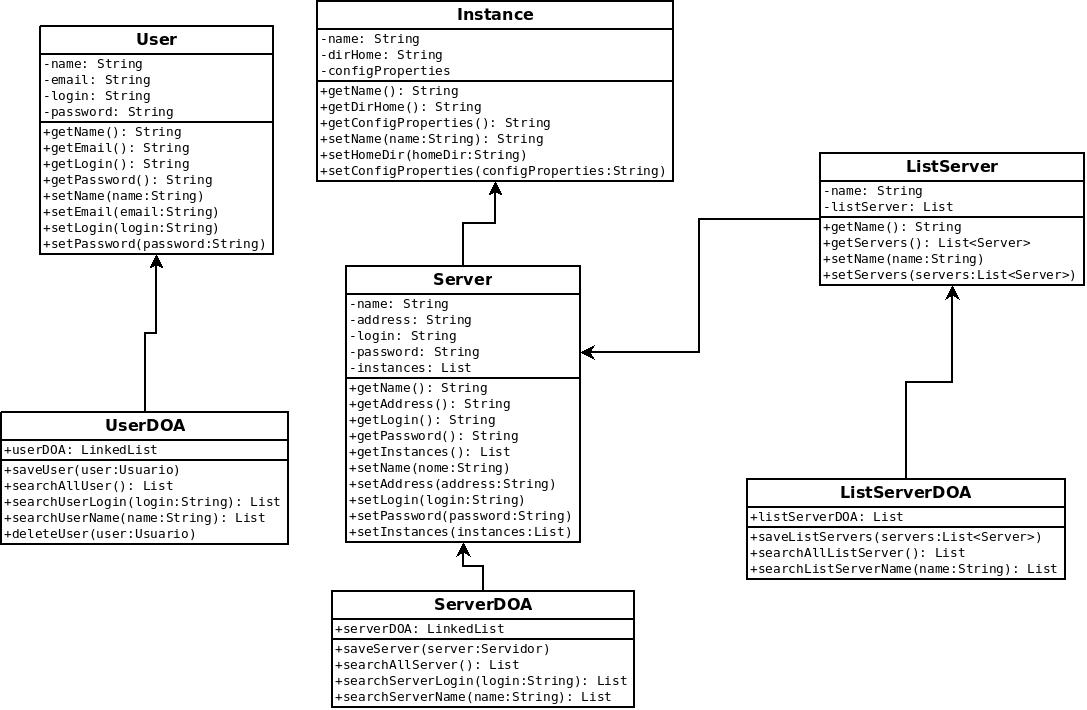 User
-name: String
-email: String
-login: String
-password: String
+getName(): String
+getEmail(): String
+getLogin(): String
+getPassword(): String
+setName(name:String)
+setEmail(email:String)
+setLogin(login:String)
+setPassword(password:String)
Instance
-name: String
-dirHome: String
-configProperties
+getName(): String
+getDirHome(): String
+getConfigProperties(): String
+setName(name:String): String
+setHomeDir(homeDir:String)
+setConfigProperties(configProperties:String)
ListServer
-name: String
-listServer: List
+getName(): String
+getServers(): List<Server>
+setName(name:String)
+setServers(servers:List<Server>)
Server
-name: String
-address: String
-login: String
-password: String
-instances: List
+getName(): String
+getAddress(): String
+getLogin(): String
+getPassword(): String
+getInstances(): List
+setName(nome:String)
+setAddress(address:String)
+setLogin(login:String)
+setPassword(password:String)
+setInstances(instances:List)
UserDOA
+userDOA: LinkedList
+saveUser(user:Usuario)
+searchAllUser(): List
+searchUserLogin(login:String): List
+searchUserName(name:String): List
+deleteUser(user:Usuario)
ListServerDOA
+listServerDOA: List
+saveListServers(servers:List<Server>)
+searchAllListServer(): List
+searchListServerName(name:String): List
ServerDOA
+serverDOA: LinkedList
+saveServer(server:Servidor)
+searchAllServer(): List
+searchServerLogin(login:String): List
+searchServerName(name:String): List